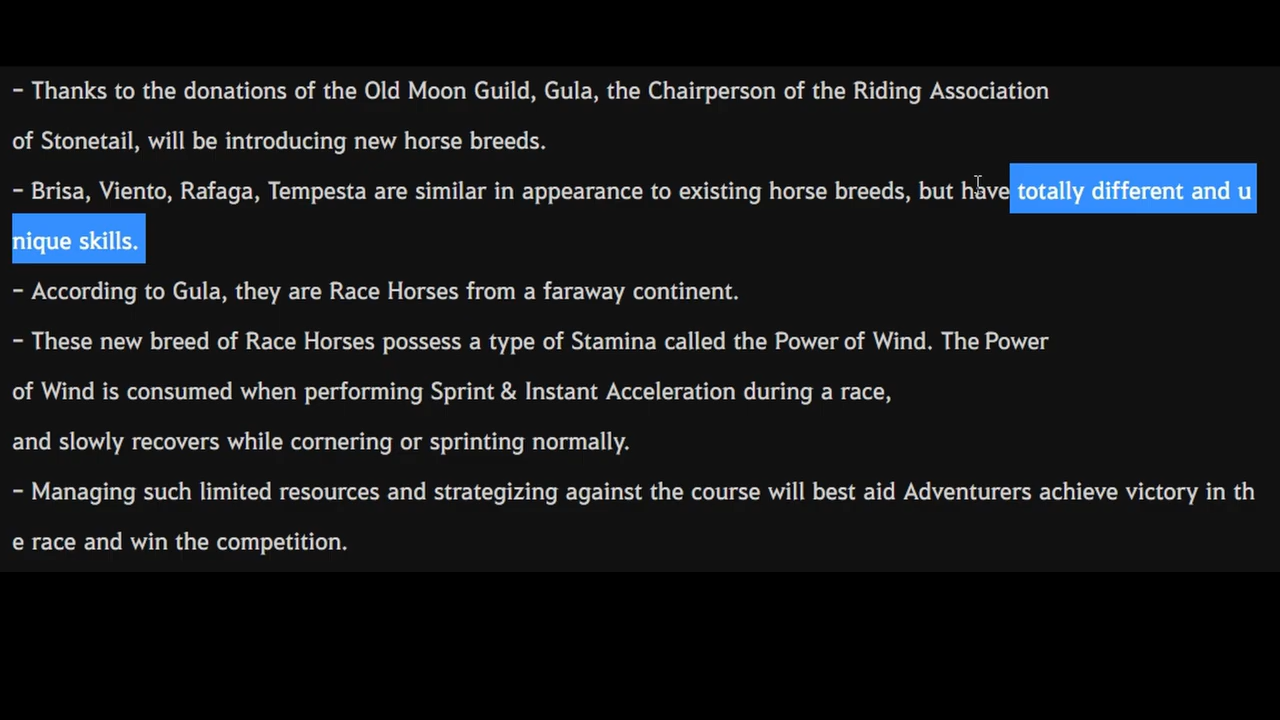 - Thanks to the donations of the Old Moon Guild, Gula, the Chairperson of the Riding Association
of Stonetail, will be introducing new horse breeds.
- Brisa, Viento, Rafaga, Tempesta are similar in appearance to existing horse breeds, but have totally different and u
nique skills.
- According to Gula, they are Race Horses from a faraway continent.
- These new breed of Race Horses possess a type of Stamina called the Power of Wind. The Power
of Wind is consumed when performing Sprint & Instant Acceleration during a race,
and slowly recovers while cornering or sprinting normally.
- Managing such limited resources and strategizing against the course will best aid Adventurers achieve victory in th
e race and win the competition.